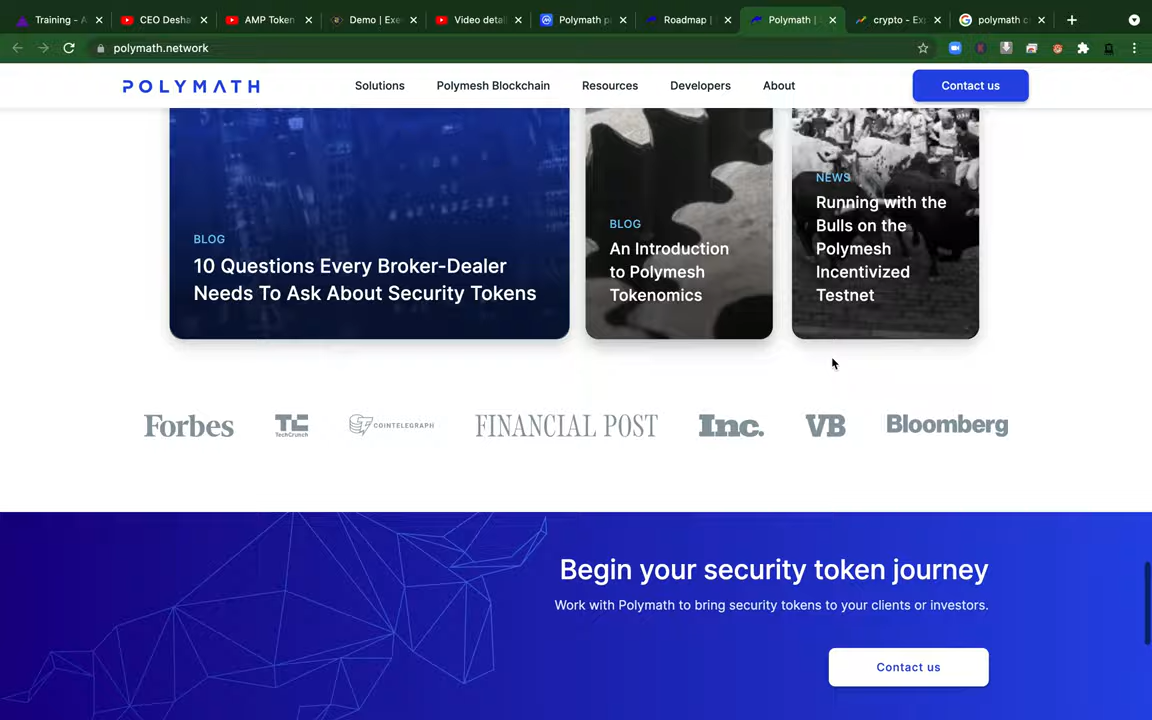 Training - A
CEO Desha
AMP Token
Demo | Exe
Video detai
Polymath p
Roadmap |
Polymath |
crypto - Exp
polymath c
polymath.network
POLYMATH
Solutions
Polymesh Blockchain
Resources
Developers
About
Contact us
BLOG
10 Questions Every Broker-Dealer
Needs To Ask About Security Tokens
BLOG
An Introduction
to Polymesh
Tokenomics
NEWS
Running with the
Bulls on the
Polymesh
Incentivized
Testnet
Forbes
TC
TechCrunch
COINTELEGRAPH
FINANCIAL POST
Inc.
VB
Bloomberg
Begin your security token journey
Work with Polymath to bring security tokens to your clients or investors.
Contact us